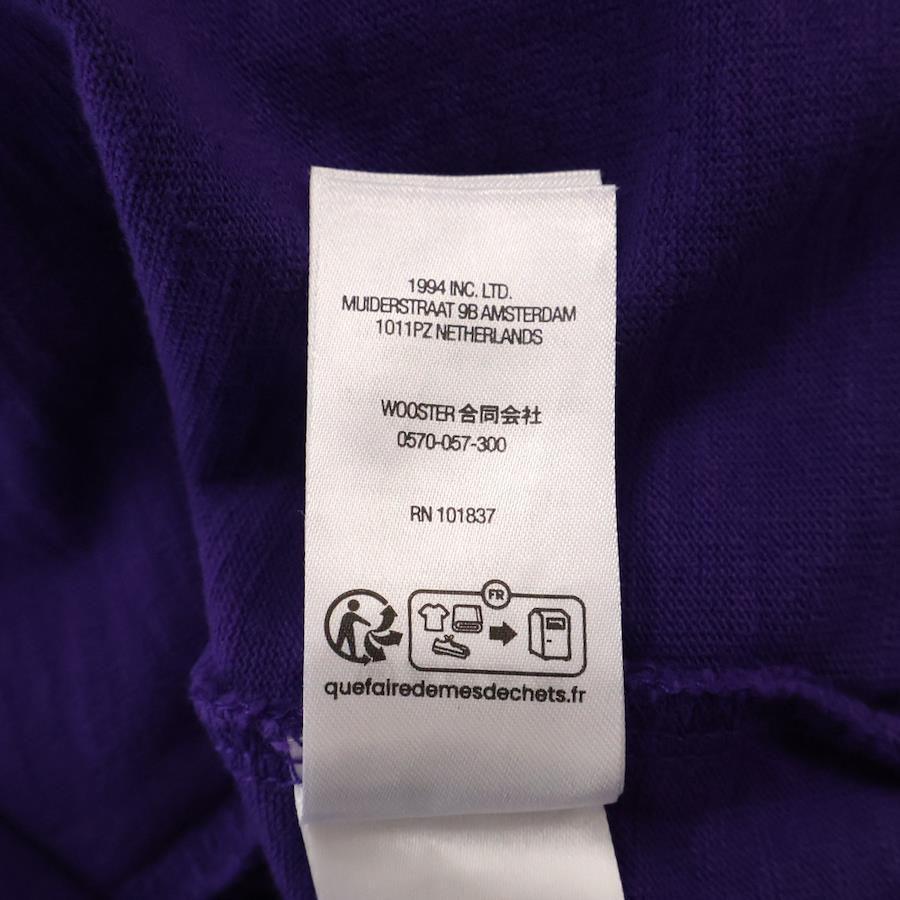 1994 INC. LTD.
MUIDERSTRAAT 9B AMSTERDAM
1011PZ NETHERLANDS
WOOSTER 合同会社
0570-057-300
RN 101837
FR
quefairedemesdechets.fr